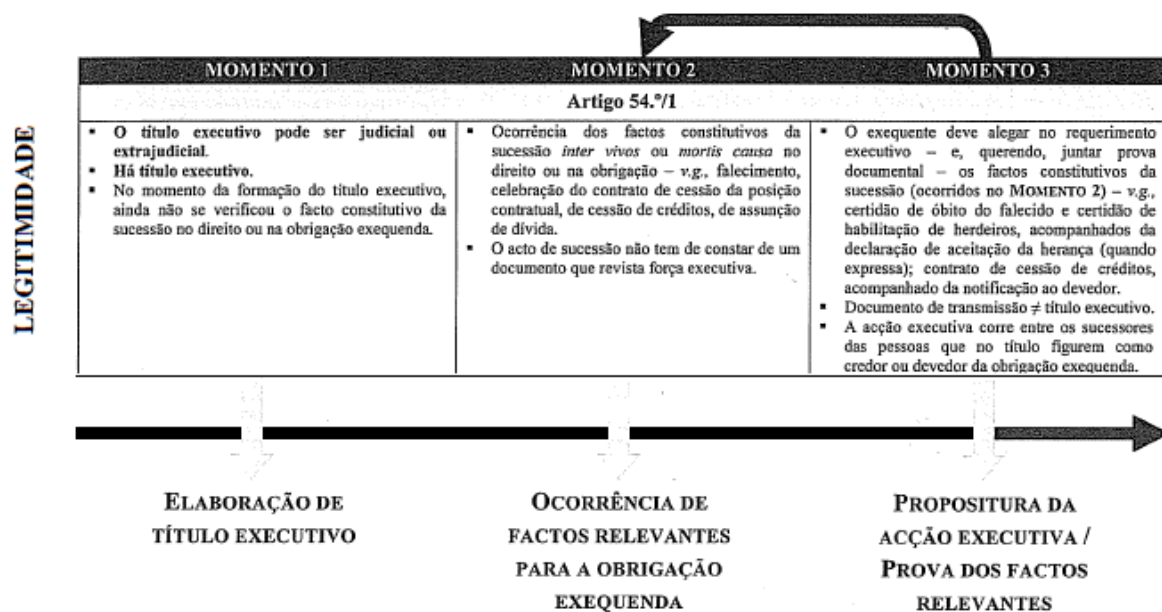 MOMENTO 1
MOMENTO 2
MOMENTO 3
Artigo 54.º/1
LEGITIMIDADE
▪ O título executivo pode ser judicial ou
extrajudicial.
▪ Há título executivo.
▪ No momento da formação do título executivo,
ainda não se verificou o facto constitutivo da
sucessão no direito ou na obrigação exequenda.
▪ Ocorrência dos factos constitutivos da
sucessão inter vivos ou mortis causa no
direito ou na obrigação – v.g., falecimento,
celebração do contrato de cessão da posição
contratual, de cessão de créditos, de assunção
de dívida.
▪ O acto de sucessão não tem de constar de um
documento que revista força executiva.
▪ O exequente deve alegar no requerimento
executivo – e, querendo, juntar prova
documental – os factos constitutivos da
sucessão (ocorridos no MOMENTO 2) – v.g.,
certidão de óbito do falecido e certidão de
habilitação de herdeiros, acompanhados da
declaração de aceitação da herança (quando
expressa); contrato de cessão de créditos,
acompanhado da notificação ao devedor.
▪ Documento de transmissão ≠ título executivo.
▪ A acção executiva corre entre os sucessores
das pessoas que no título figurem como
credor ou devedor da obrigação exequenda.
ELABORAÇÃO DE
TÍTULO EXECUTIVO
OCORRÊNCIA DE
FACTOS RELEVANTES
PARA A OBRIGAÇÃO
EXEQUENDA
PROPOSITURA DA
ACÇÃO EXECUTIVA /
PROVA DOS FACTOS
RELEVANTES